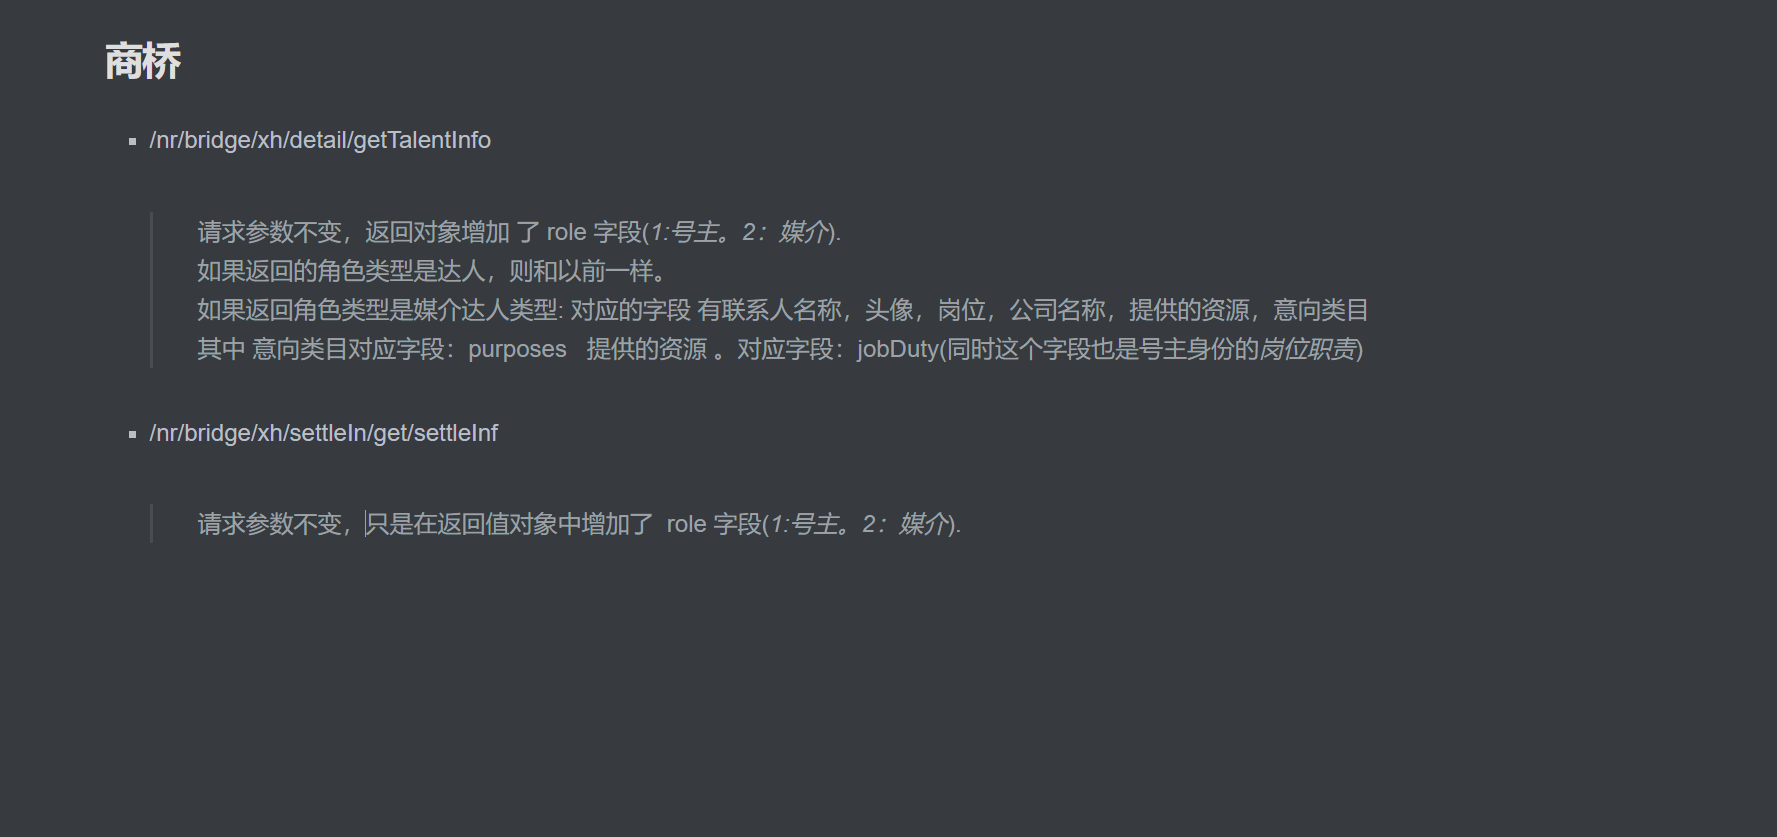 商桥
/nr/bridge/xh/detail/getTalentInfo
请求参数不变，返回对象增加 了 role 字段(1:号主。2：媒介).
如果返回的角色类型是达人，则和以前一样。
如果返回角色类型是媒介达人类型: 对应的字段 有联系人名称，头像，岗位，公司名称，提供的资源，意向类目
其中 意向类目对应字段：purposes   提供的资源 。对应字段：jobDuty(同时这个字段也是号主身份的岗位职责)
/nr/bridge/xh/settleIn/get/settleInf
请求参数不变，只是在返回值对象中增加了  role 字段(1:号主。2：媒介).